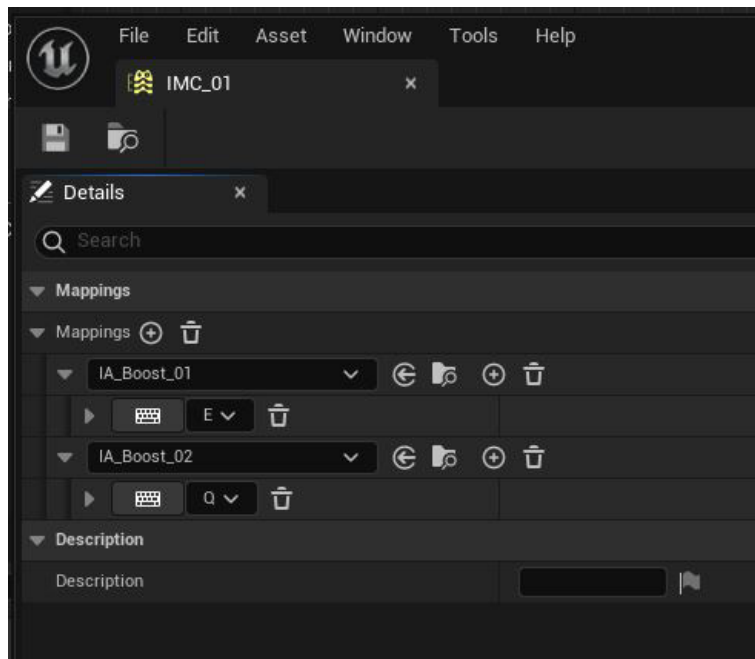 File Edit Asset Window Tools Help
IMC_01
Details
Search
Mappings
Mappings
IA_Boost_01
E
IA_Boost_02
Q
Description
Description